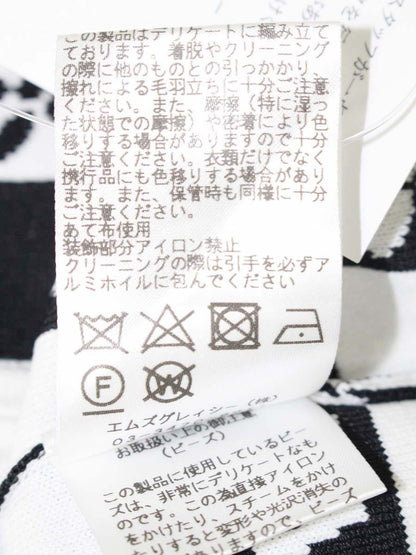 この製品はデリケートに編み立て
ております。着脱やクリーニング
の際に他のものとの引っかかり、
擦れによる毛羽立ちに十分ご注意
ください。また、摩擦（特に湿っ
た状態での摩擦）や密着により色
移りする場合がありますので十分
ご注意ください。衣類だけでなく
携行品にも色移りする場合があり
ます。また、保管時も同様に十分
ご注意ください。
あて布使用
装飾部分アイロン禁止
クリーニングの際は引手を必ずア
ルミホイルに包んでください
F
W
エムズグレイシー（株）
お取扱い上の御注意
（ビーズ）
この製品に使用しているビー
ズは、非常にデリケートなも
のです。この為直接アイロン
をかけたり、スチームをかけ
たりすると変形や光沢消失の